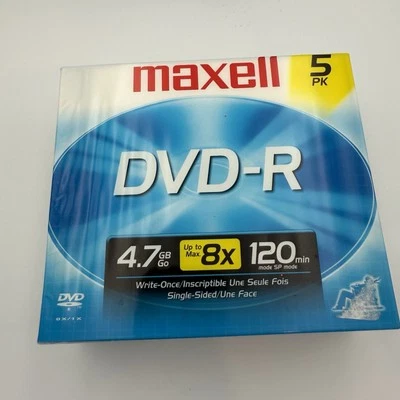 maxell
5
PK
DVD-R
4.7 GB Go
Up to
Max. 8x
120 min
mode SP mode
Write-Once/Inscriptible Une Seule Fois
Single-Sided/Une Face
DVD
R